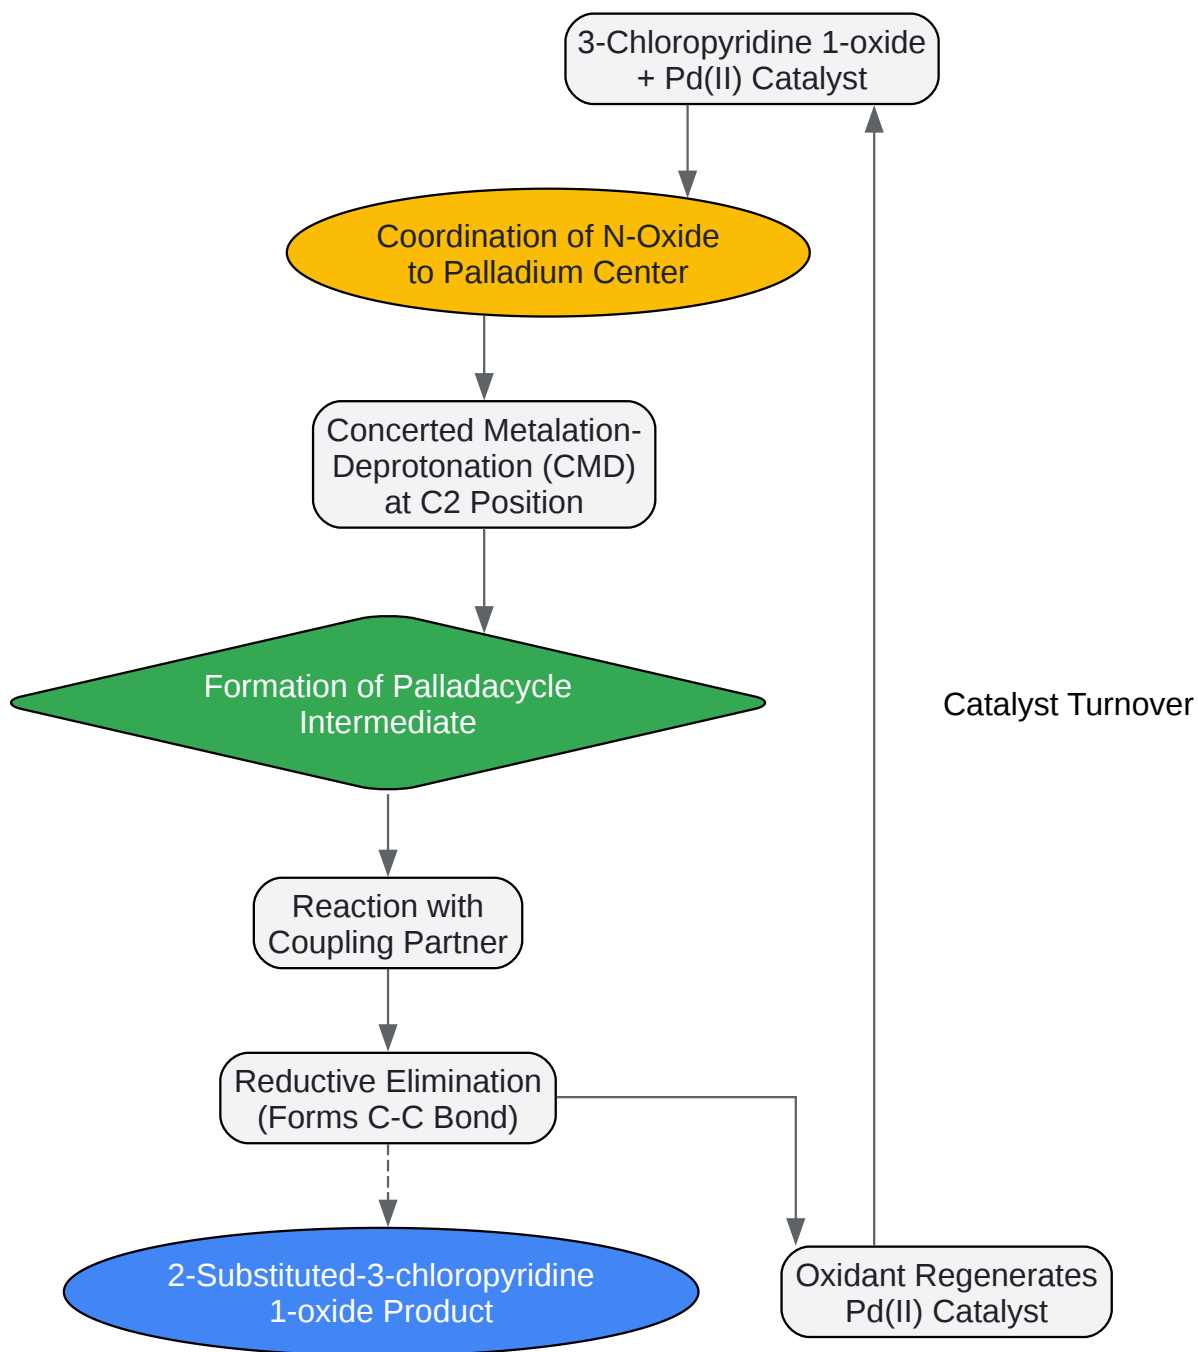 3-Chloropyridine 1-oxide
+ Pd(II) Catalyst
Coordination of N-Oxide
to Palladium Center
Concerted Metalation-
Deprotonation (CMD)
at C2 Position
Formation of Palladacycle
Intermediate
Catalyst Turnover
Reaction with
Coupling Partner
Reductive Elimination
(Forms C-C Bond)
2-Substituted-3-chloropyridine
1-oxide Product
Oxidant Regenerates
Pd(II) Catalyst